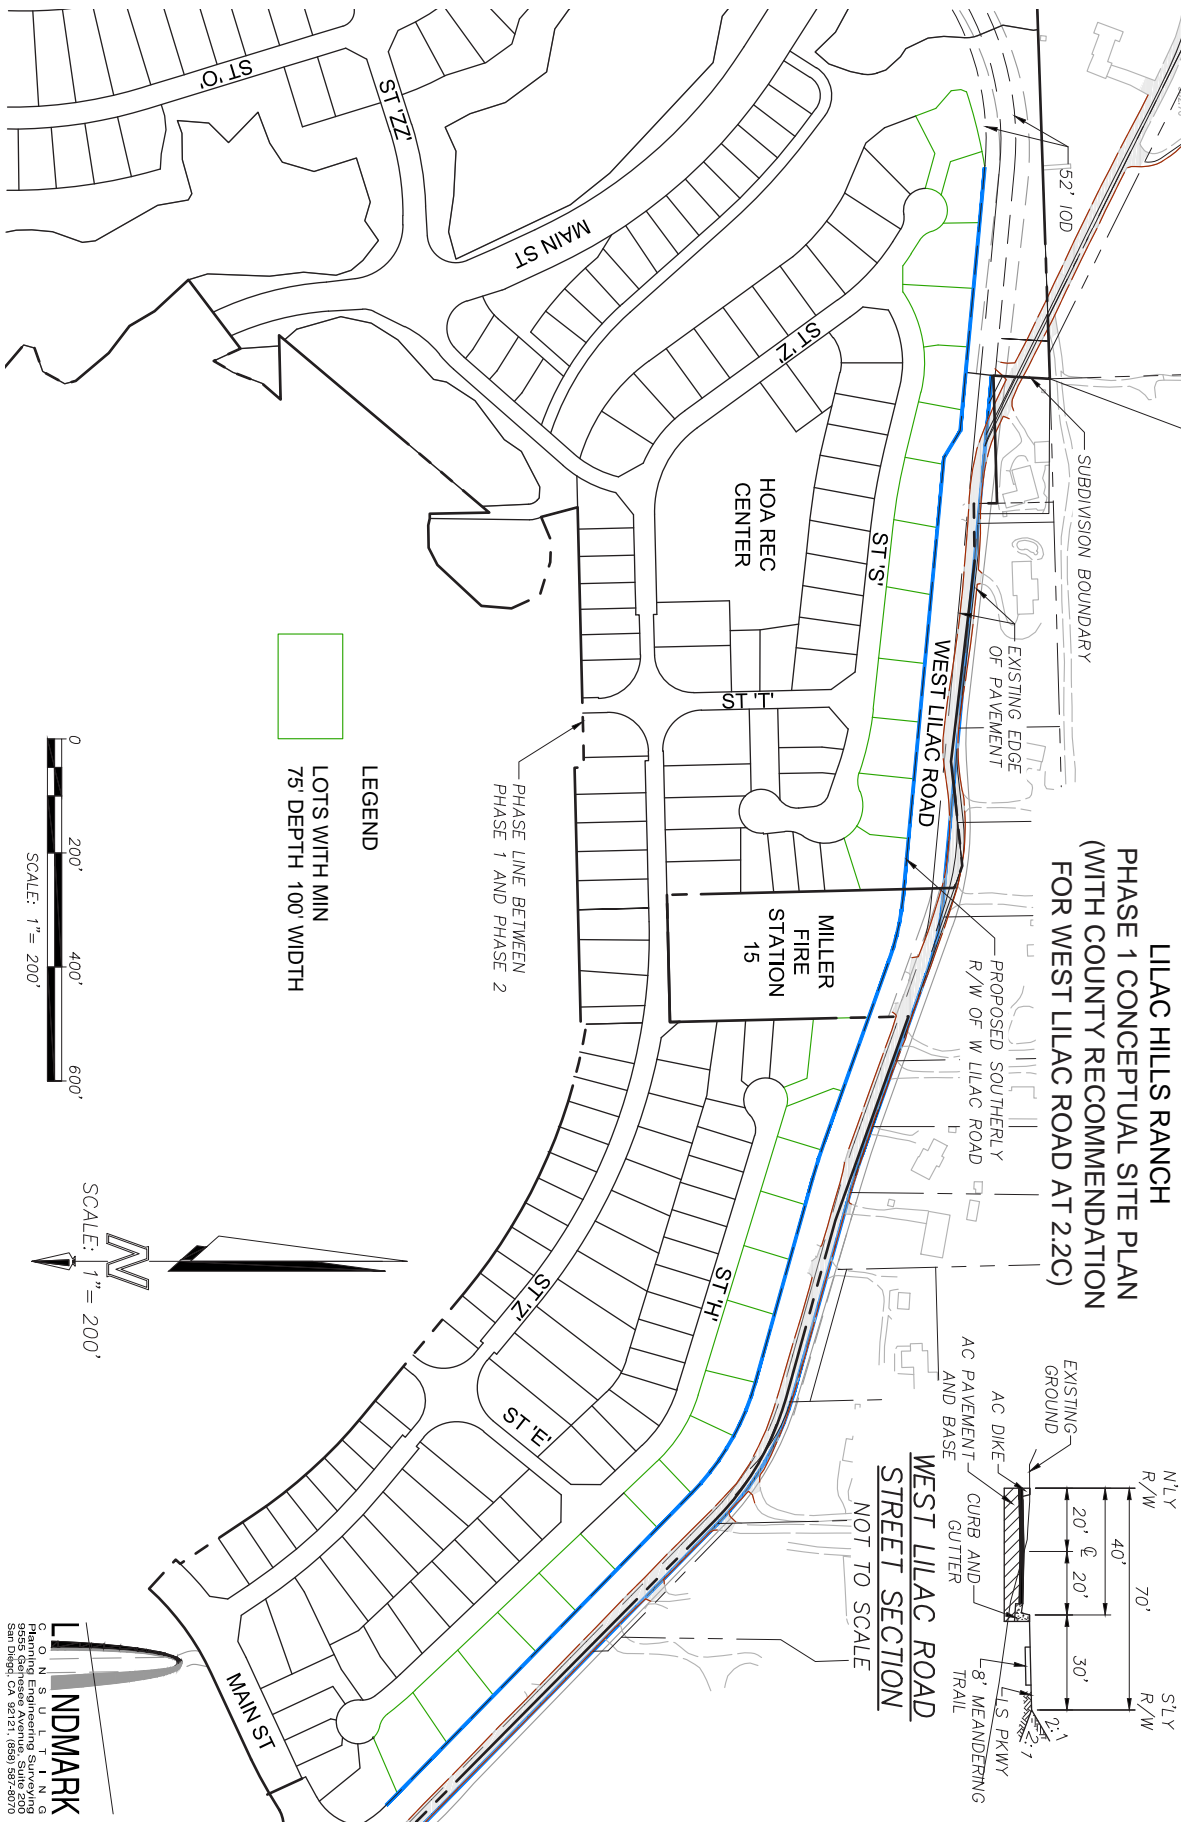 LILAC HILLS RANCH
PHASE 1 CONCEPTUAL SITE PLAN
(WITH COUNTY RECOMMENDATION
FOR WEST LILAC ROAD AT 2.2C)
N'LY
R/W
S'LY
R/W
70'
40'
30'
20'
℄
20'
EXISTING
GROUND
AC DIKE
AC PAVEMENT
AND BASE
CURB AND
GUTTER
L-I-S PKWY
8' MEANDERING
TRAIL
2:1
2:1
WEST LILAC ROAD
STREET SECTION
NOT TO SCALE
52' IOD
SUBDIVISION BOUNDARY
EXISTING EDGE
OF PAVEMENT
WEST LILAC ROAD
PROPOSED SOUTHERLY
R/W OF W LILAC ROAD
ST 'S'
HOA REC
CENTER
ST 'T'
MILLER
FIRE
STATION
15
ST 'H'
ST 'Z'
ST 'E'
MAIN ST
ST 'Z'
MAIN ST
ST 'ZZ'
ST 'O'
PHASE LINE BETWEEN
PHASE 1 AND PHASE 2
LEGEND
LOTS WITH MIN
75' DEPTH 100' WIDTH
0
200'
400'
600'
SCALE: 1"= 200'
N
SCALE: 1"= 200'
L NDMARK
CONSULTING
Planning Engineering Surveying
9555 Genesee Avenue, Suite 200
San Diego, CA 92121, (858) 587-8070